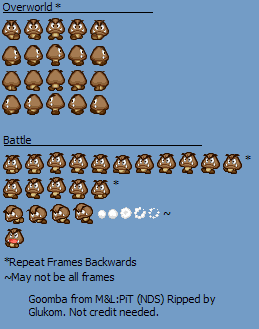 Overworld *
Battle
*
*
~
*Repeat Frames Backwards
~May not be all frames
Goomba from M&L:PiT (NDS) Ripped by
Glukom. Not credit needed.